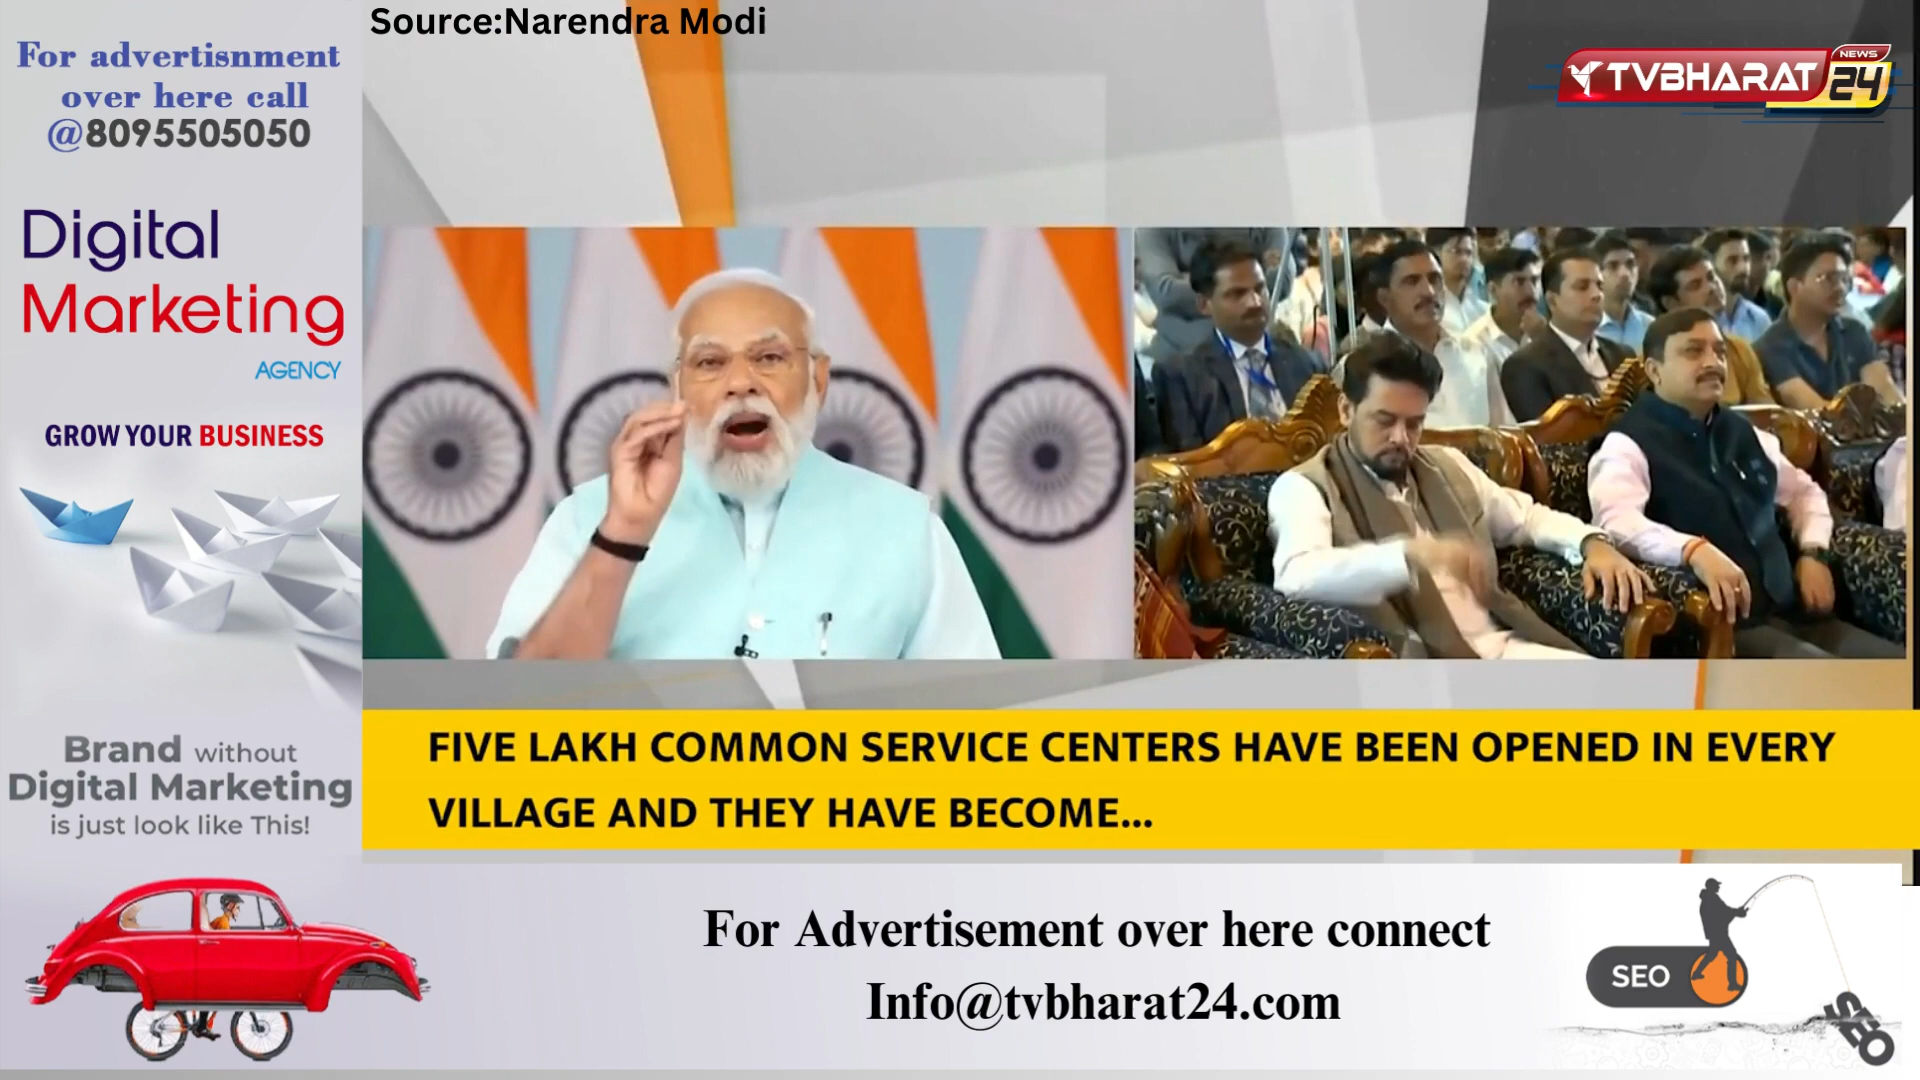 Source:Narendra Modi
NEWS
TVBHARAT 24
For advertisnment
over here call
@8095505050
Digital
Marketing
AGENCY
GROW YOUR BUSINESS
Brand without
Digital Marketing
is just look like This!
FIVE LAKH COMMON SERVICE CENTERS HAVE BEEN OPENED IN EVERY
VILLAGE AND THEY HAVE BECOME...
For Advertisement over here connect
Info@tvbharat24.com
SEO
SEO